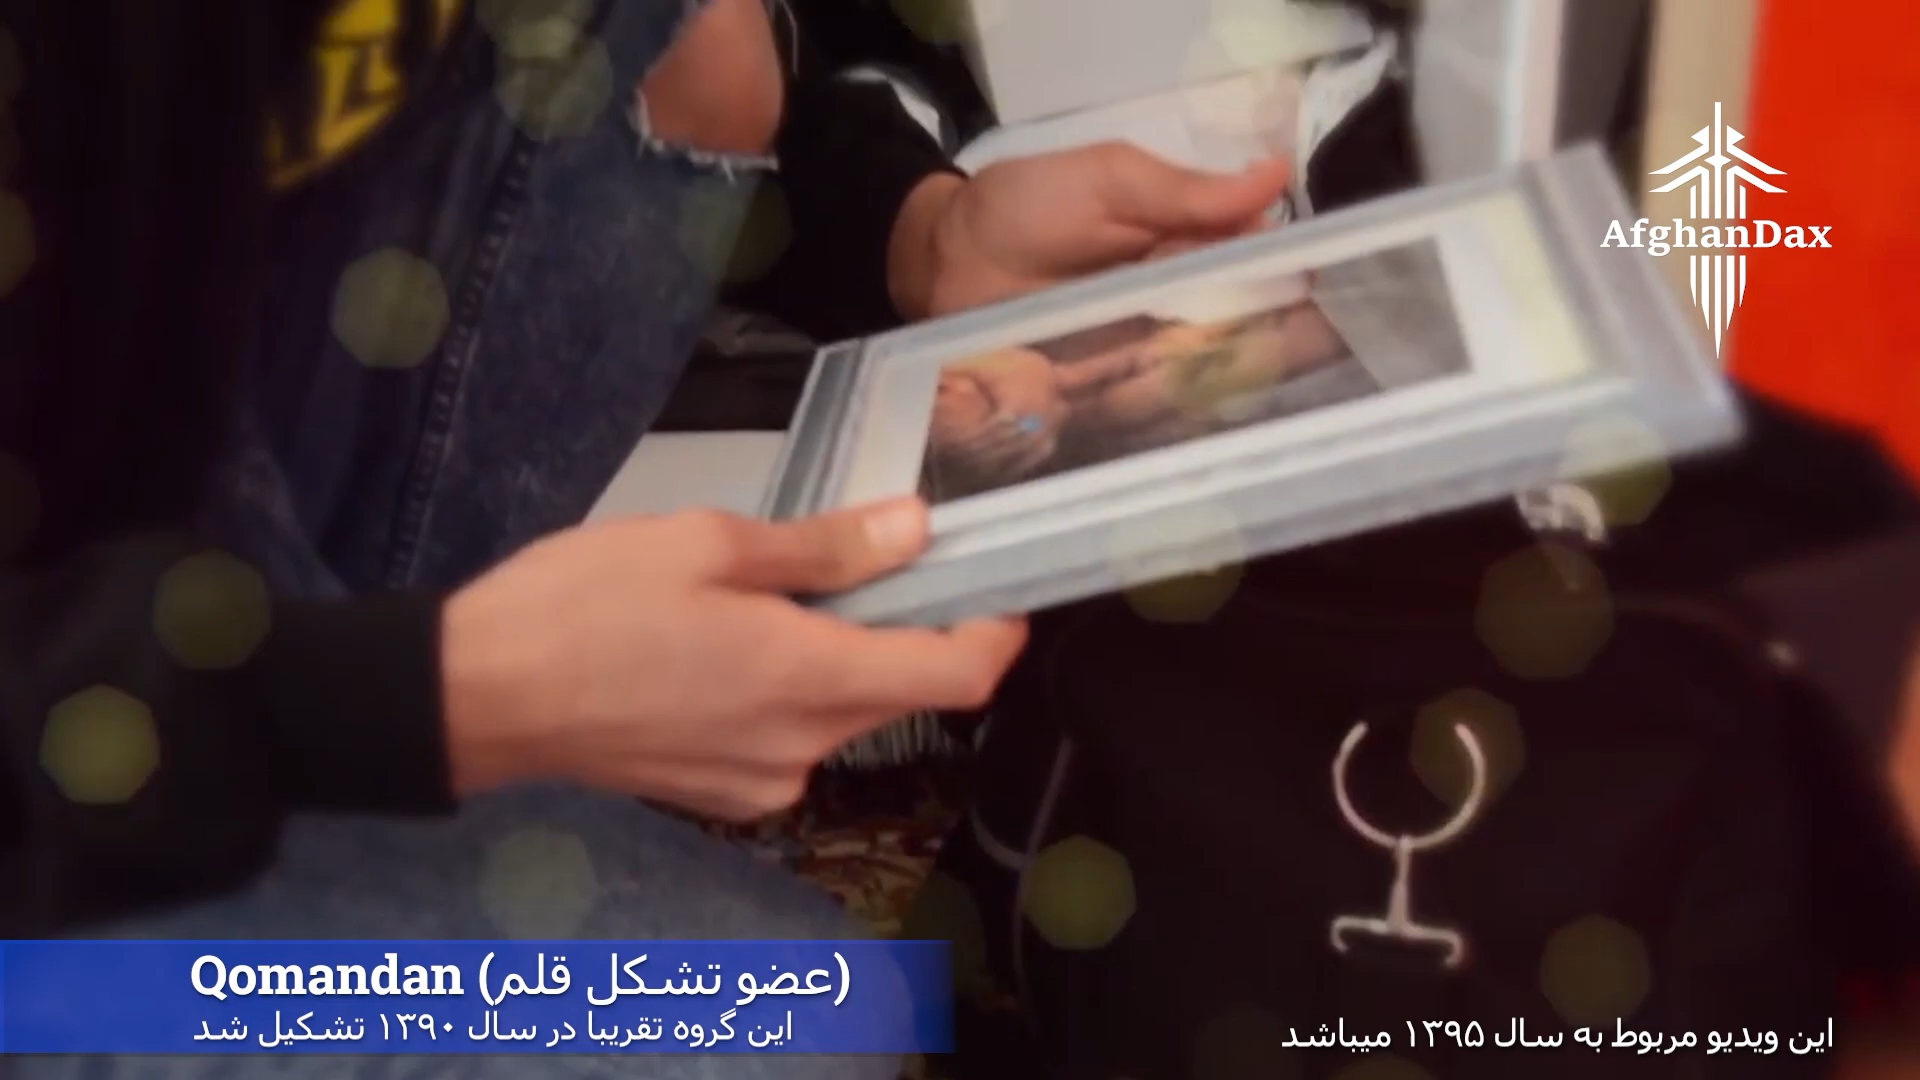 AfghanDax
Qomandan (عضو تشکل قلم)
این گروه تقریبا در سال ۱۳۹۰ تشکیل شد
این ویدیو مربوط به سال ۱۳۹۵ میباشد